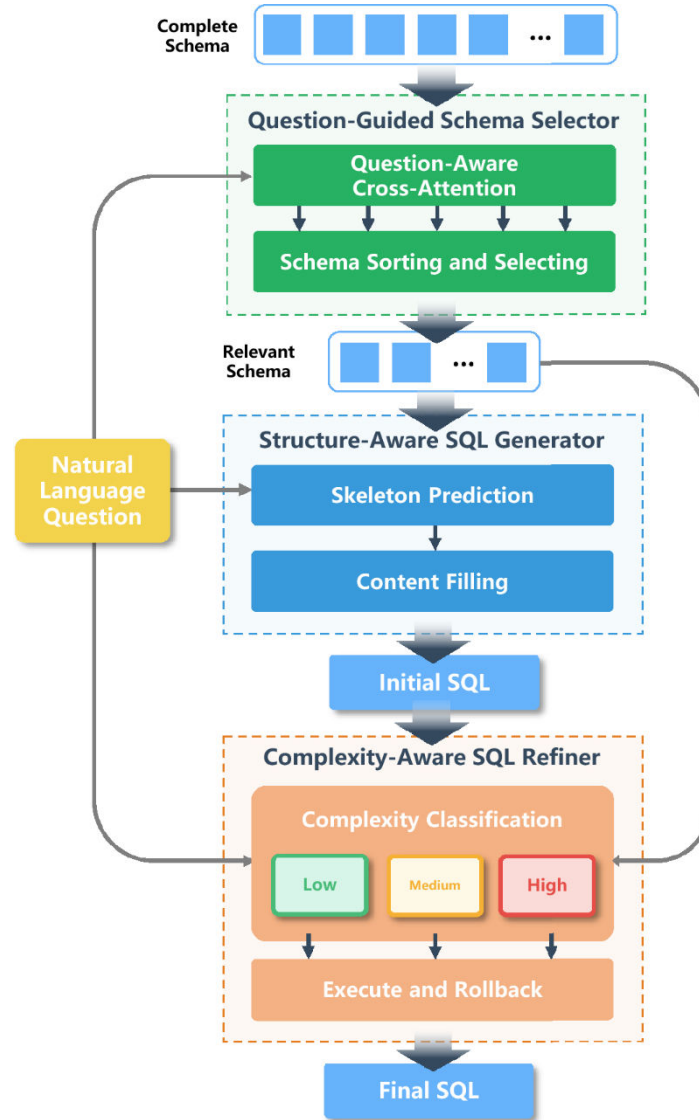 Complete
Schema
...
Question-Guided Schema Selector
Question-Aware
Cross-Attention
Schema Sorting and Selecting
Relevant
Schema
...
Structure-Aware SQL Generator
Natural
Language
Question
Skeleton Prediction
Content Filling
Initial SQL
Complexity-Aware SQL Refiner
Complexity Classification
Low
Medium
High
Execute and Rollback
Final SQL